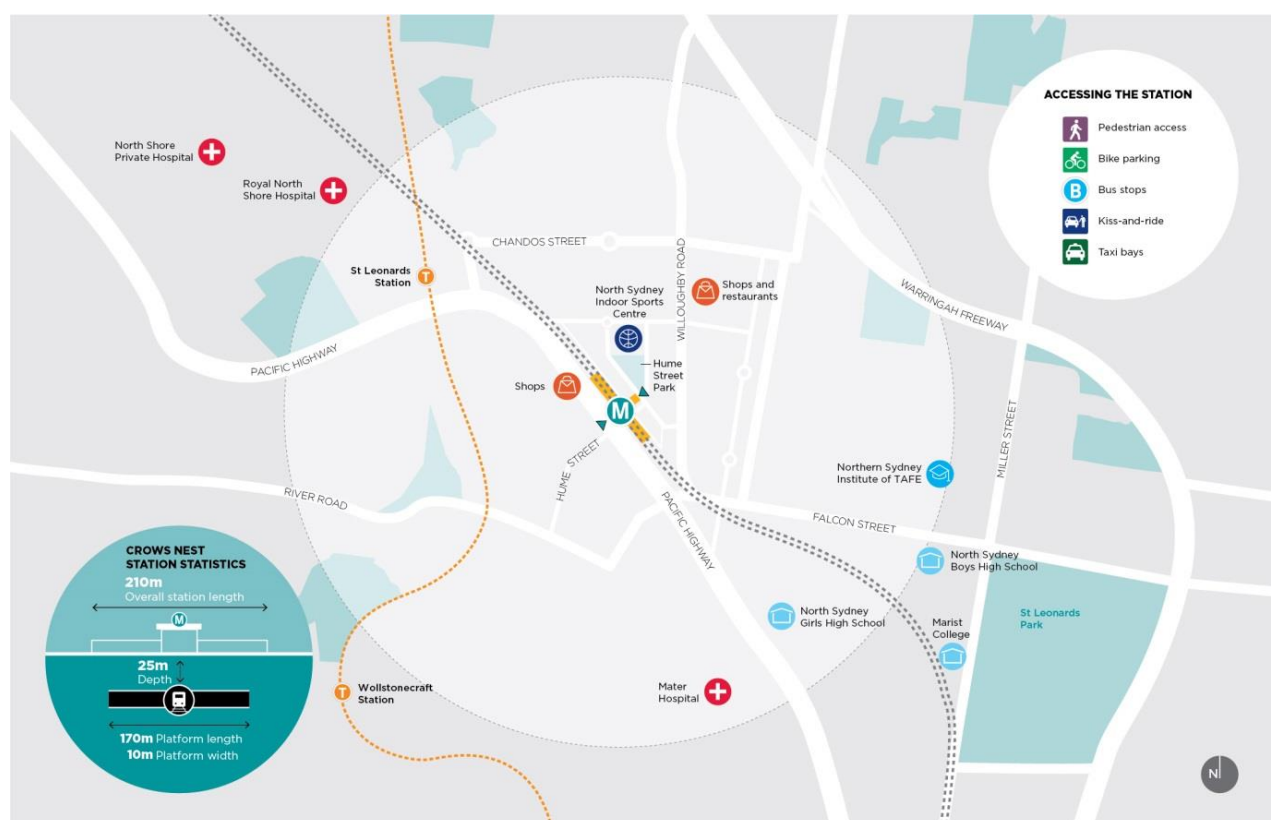 ACCESSING THE STATION
Pedestrian access
Bike parking
B
Bus stops
Kiss-and-ride
Taxi bays
North Shore
Private Hospital
Royal North
Shore Hospital
CHANDOS STREET
WILLOUGHBY ROAD
St Leonards
Station
T
North Sydney
Indoor Sports
Centre
Shops and
restaurants
WARRINGAH FREEWAY
PACIFIC HIGHWAY
Shops
Hume
Street
Park
M
HUME STREET
MILLER STREET
Northern Sydney
Institute of TAFE
RIVER ROAD
PACIFIC HIGHWAY
FALCON STREET
North Sydney
Boys High School
North Sydney
Girls High School
Marist
College
St Leonards
Park
Mater
Hospital
T
Wollstonecraft
Station
CROWS NEST
STATION STATISTICS
210m
Overall station length
M
25m
Depth
170m Platform length
10m Platform width
N